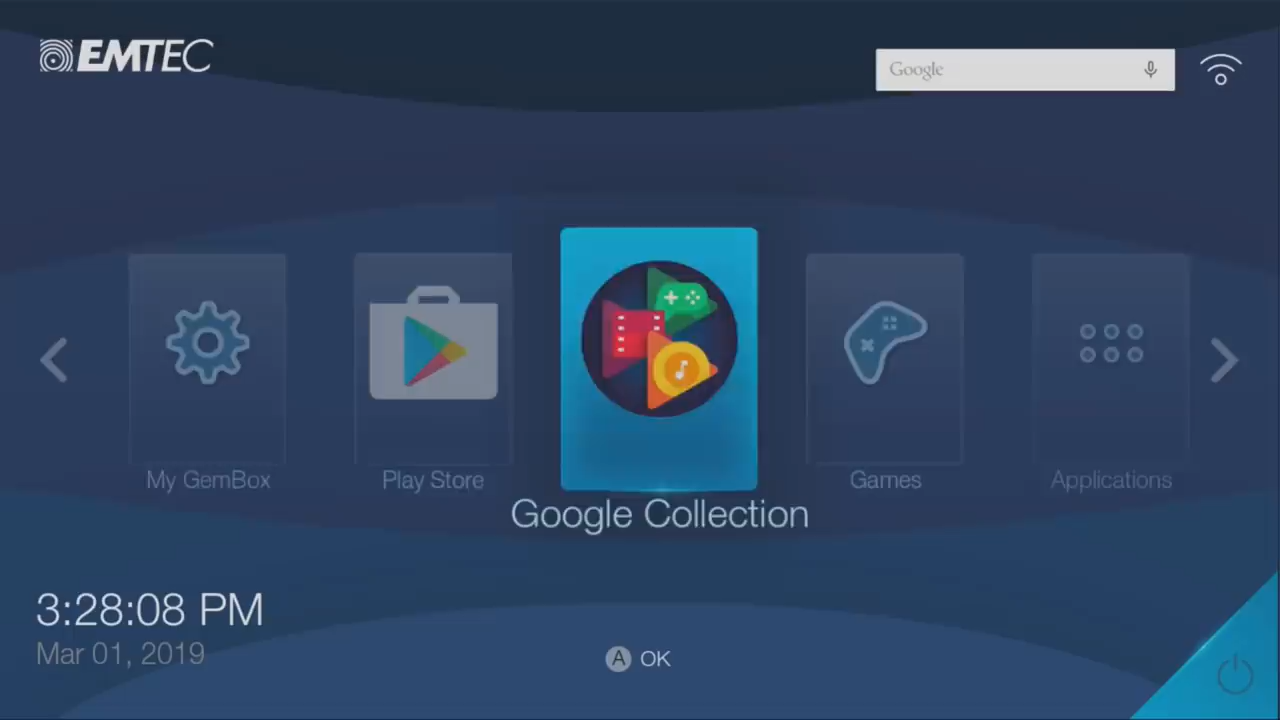 EMTEC
Google
My GemBox
Play Store
Google Collection
Games
Applications
3:28:08 PM
Mar 01, 2019
A OK